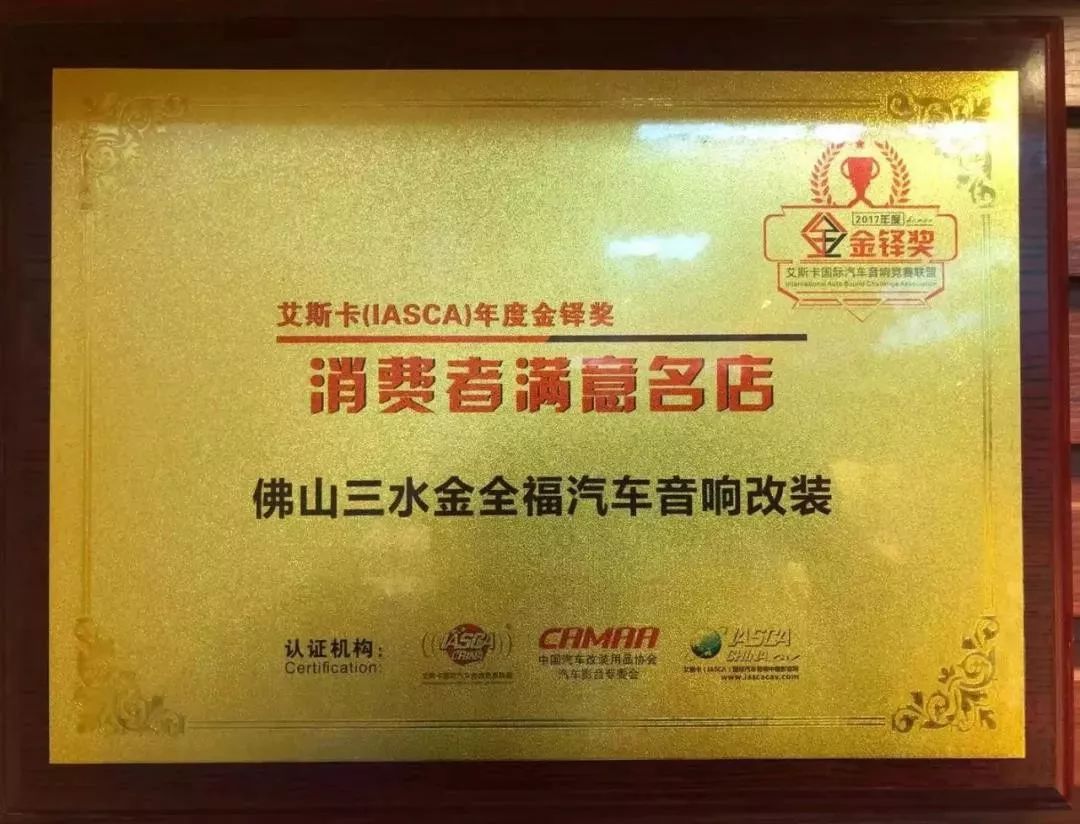 2017年度
金铎奖
艾斯卡国际汽车音响竞赛联盟
International Auto Sound Challenge Association
艾斯卡(IASCA)年度金铎奖
消费者满意名店
佛山三水金全福汽车音响改装
认证机构：
Certification:
IASCA
CHINA
CAMAA
中国汽车改装用品协会
汽车影音专委会
IASCA
CHINA
www.iascacav.com